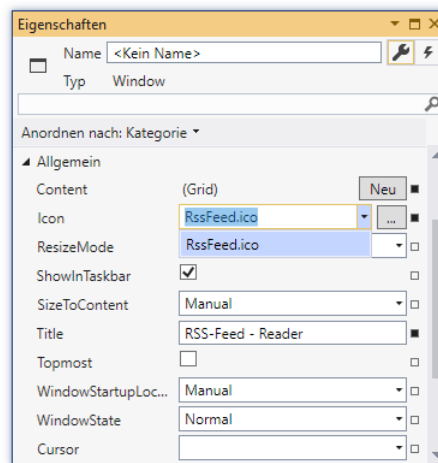 Eigenschaften
Name <Kein Name>
Typ Window
Anordnen nach: Kategorie
Allgemein
Content (Grid) Neu
Icon RssFeed.ico ...
RssFeed.ico
ResizeMode
ShowInTaskbar
SizeToContent Manual
Title RSS-Feed - Reader
Topmost
WindowStartupLoc... Manual
WindowState Normal
Cursor